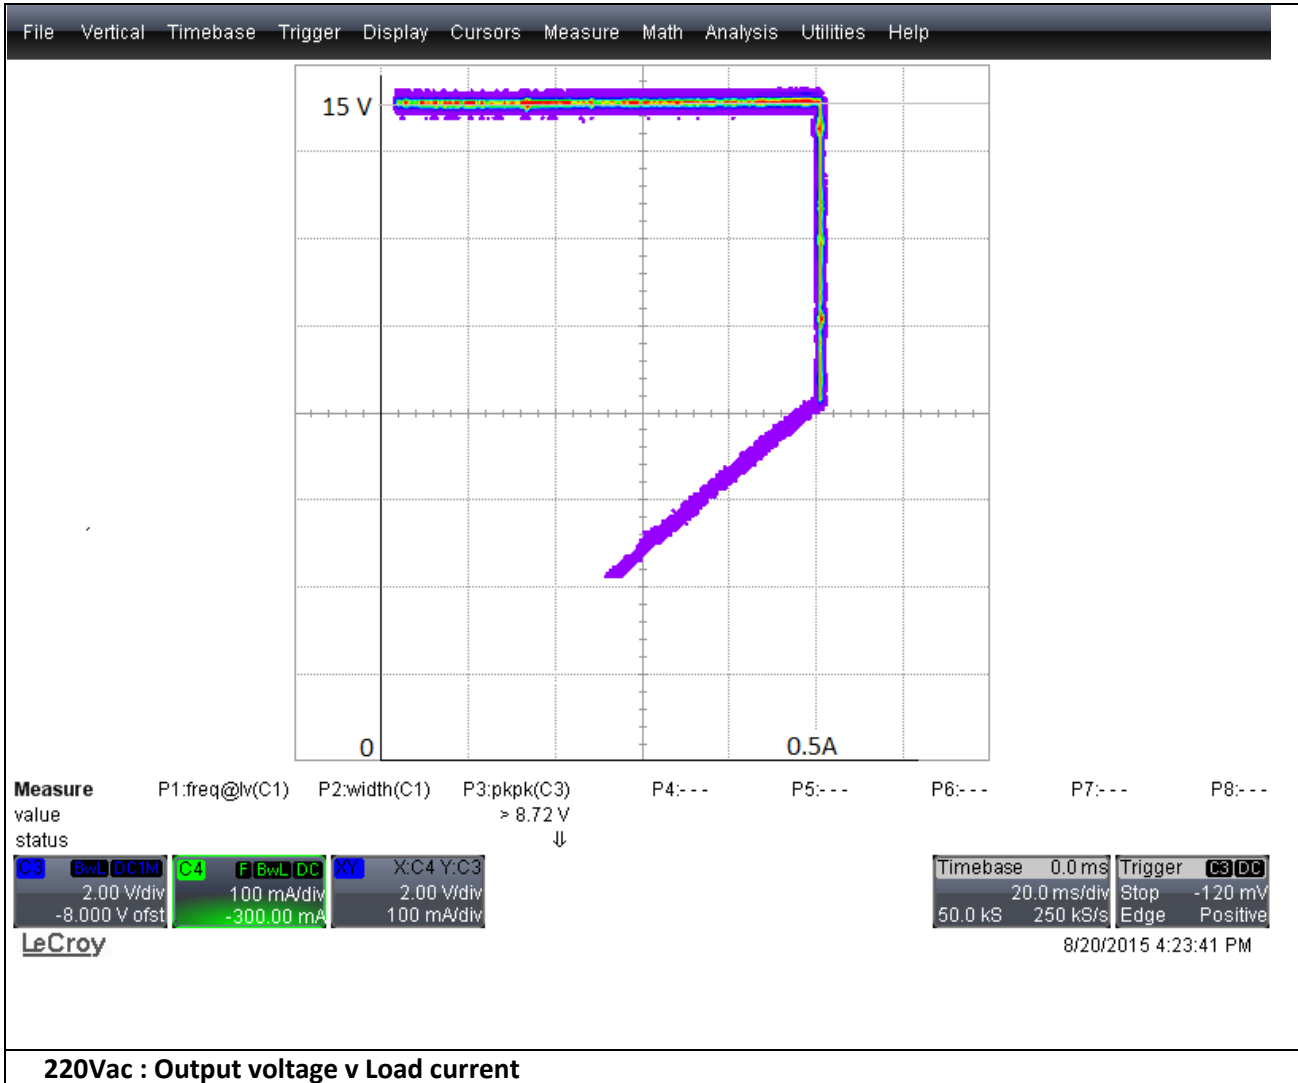 File Vertical Timebase Trigger Display Cursors Measure Math Analysis Utilities Help
15 V
0
0.5A
Measure P1:freq@lv(C1) P2:width(C1) P3:pkpk(C3) P4:- - - P5:- - - P6:- - - P7:- - - P8:- - -
value > 8.72 V
status
C3 BwL DC1M C4 F BwL DC XY X:C4 Y:C3 Timebase 0.0 ms Trigger C3 DC
2.00 V/div 100 mA/div 2.00 V/div 20.0 ms/div Stop -120 mV
-8.000 V ofst -300.00 mA 100 mA/div 50.0 kS 250 kS/s Edge Positive
LeCroy 8/20/2015 4:23:41 PM
220Vac : Output voltage v Load current